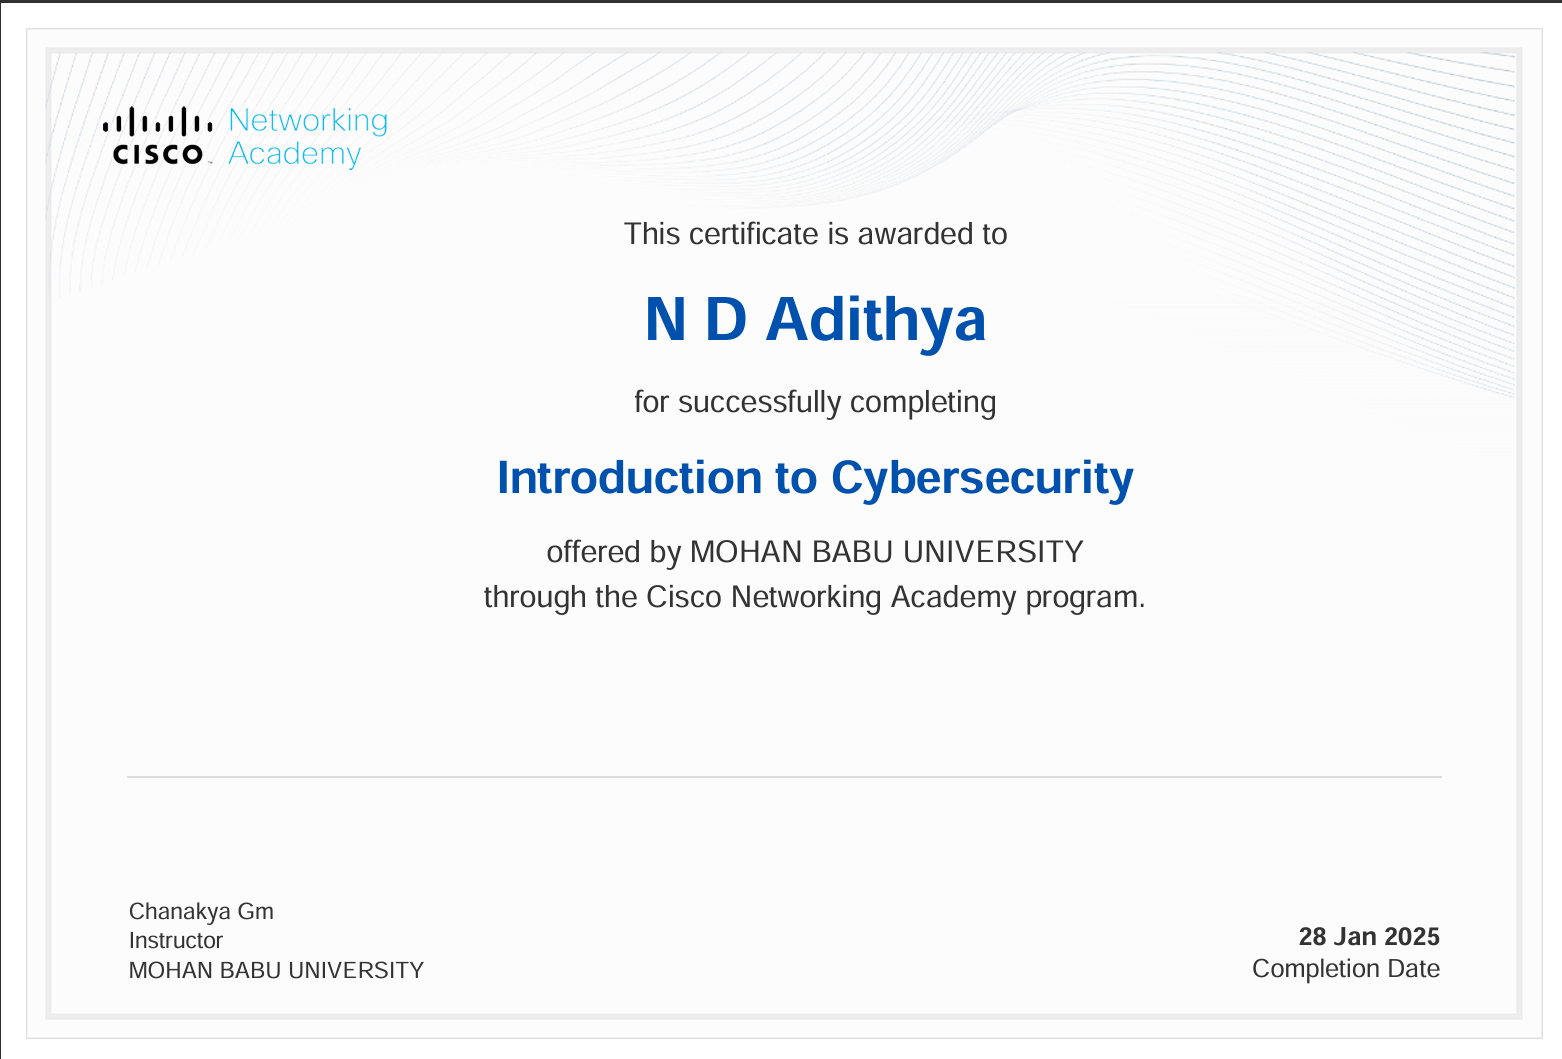 Networking
CISCO Academy
This certificate is awarded to
N D Adithya
for successfully completing
Introduction to Cybersecurity
offered by MOHAN BABU UNIVERSITY
through the Cisco Networking Academy program.
Chanakya Gm
Instructor
MOHAN BABU UNIVERSITY
28 Jan 2025
Completion Date